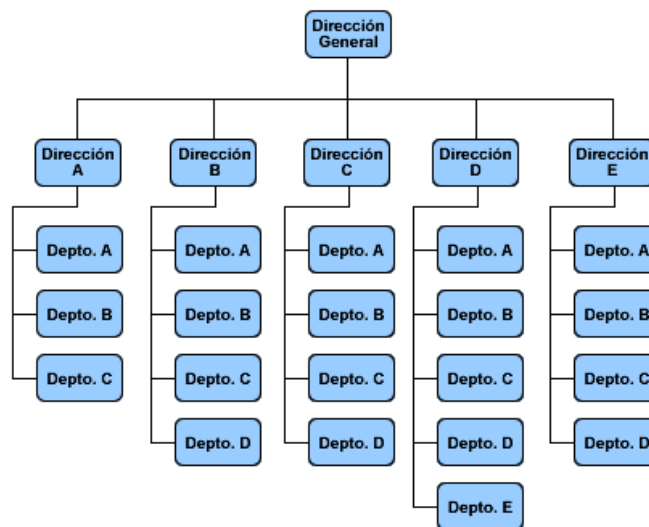 Dirección
General
Dirección
A
Dirección
B
Dirección
C
Dirección
D
Dirección
E
Depto. A
Depto. A
Depto. A
Depto. A
Depto. A
Depto. B
Depto. B
Depto. B
Depto. B
Depto. B
Depto. C
Depto. C
Depto. C
Depto. C
Depto. C
Depto. D
Depto. D
Depto. D
Depto. D
Depto. E